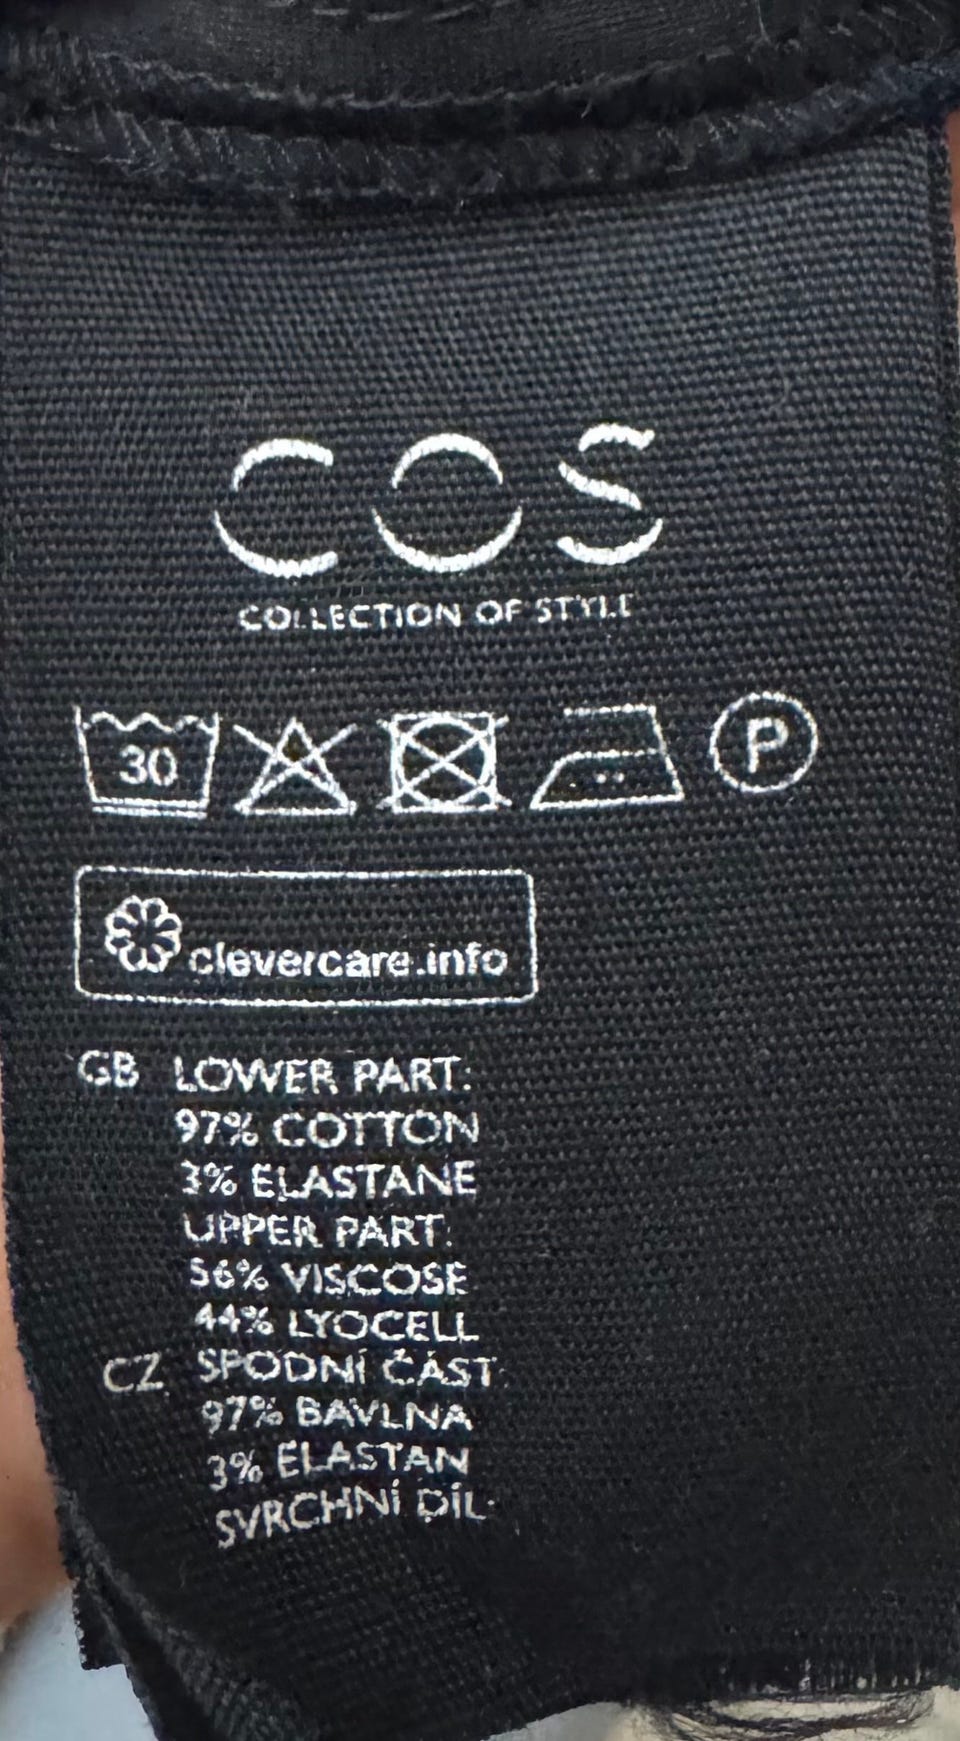 COS
COLLECTION OF STYLE
30 P
clevercare.info
GB LOWER PART:
97% COTTON
3% ELASTANE
UPPER PART:
56% VISCOSE
44% LYOCELL
CZ SPODNÍ ČÁST:
97% BAVLNA
3% ELASTAN
SVRCHNÍ DÍL: